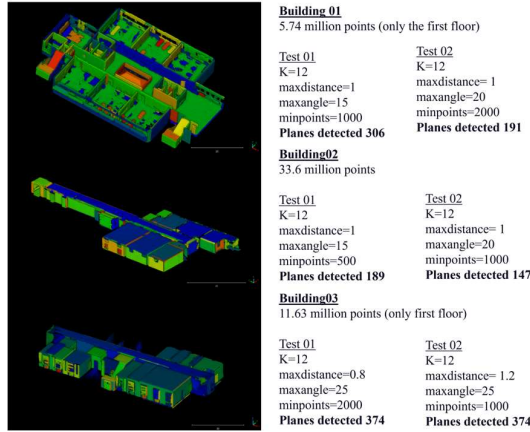 Building 01
5.74 million points (only the first floor)
Test 01
K=12
maxdistance=1
maxangle=15
minpoints=1000
Planes detected 306
Test 02
K=12
maxdistance= 1
maxangle=20
minpoints=2000
Planes detected 191
Building02
33.6 million points
Test 01
K=12
maxdistance=1
maxangle=15
minpoints=500
Planes detected 189
Test 02
K=12
maxdistance= 1
maxangle=20
minpoints=1000
Planes detected 147
Building03
11.63 million points (only first floor)
Test 01
K=12
maxdistance=0.8
maxangle=25
minpoints=2000
Planes detected 374
Test 02
K=12
maxdistance= 1.2
maxangle=25
minpoints=1000
Planes detected 374